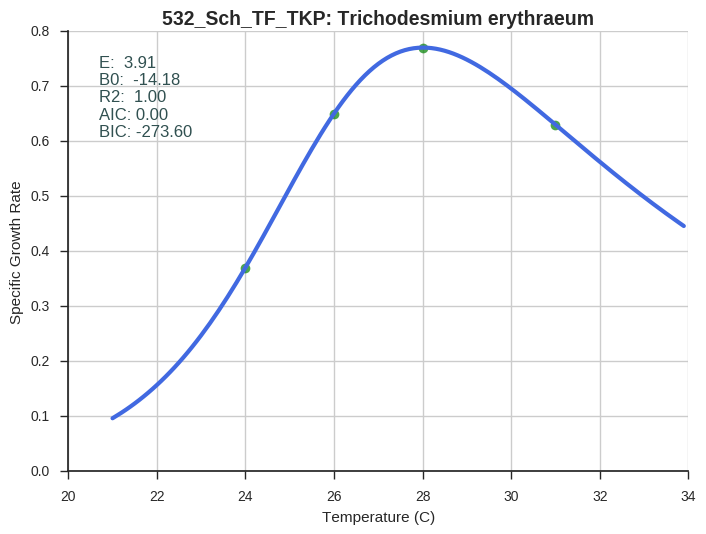 532_Sch_TF_TKP: Trichodesmium erythraeum
E:  3.91
B0:  -14.18
R2:  1.00
AIC: 0.00
BIC: -273.60
Specific Growth Rate
0.8
0.7
0.6
0.5
0.4
0.3
0.2
0.1
0.0
20 22 24 26 28 30 32 34
Temperature (C)